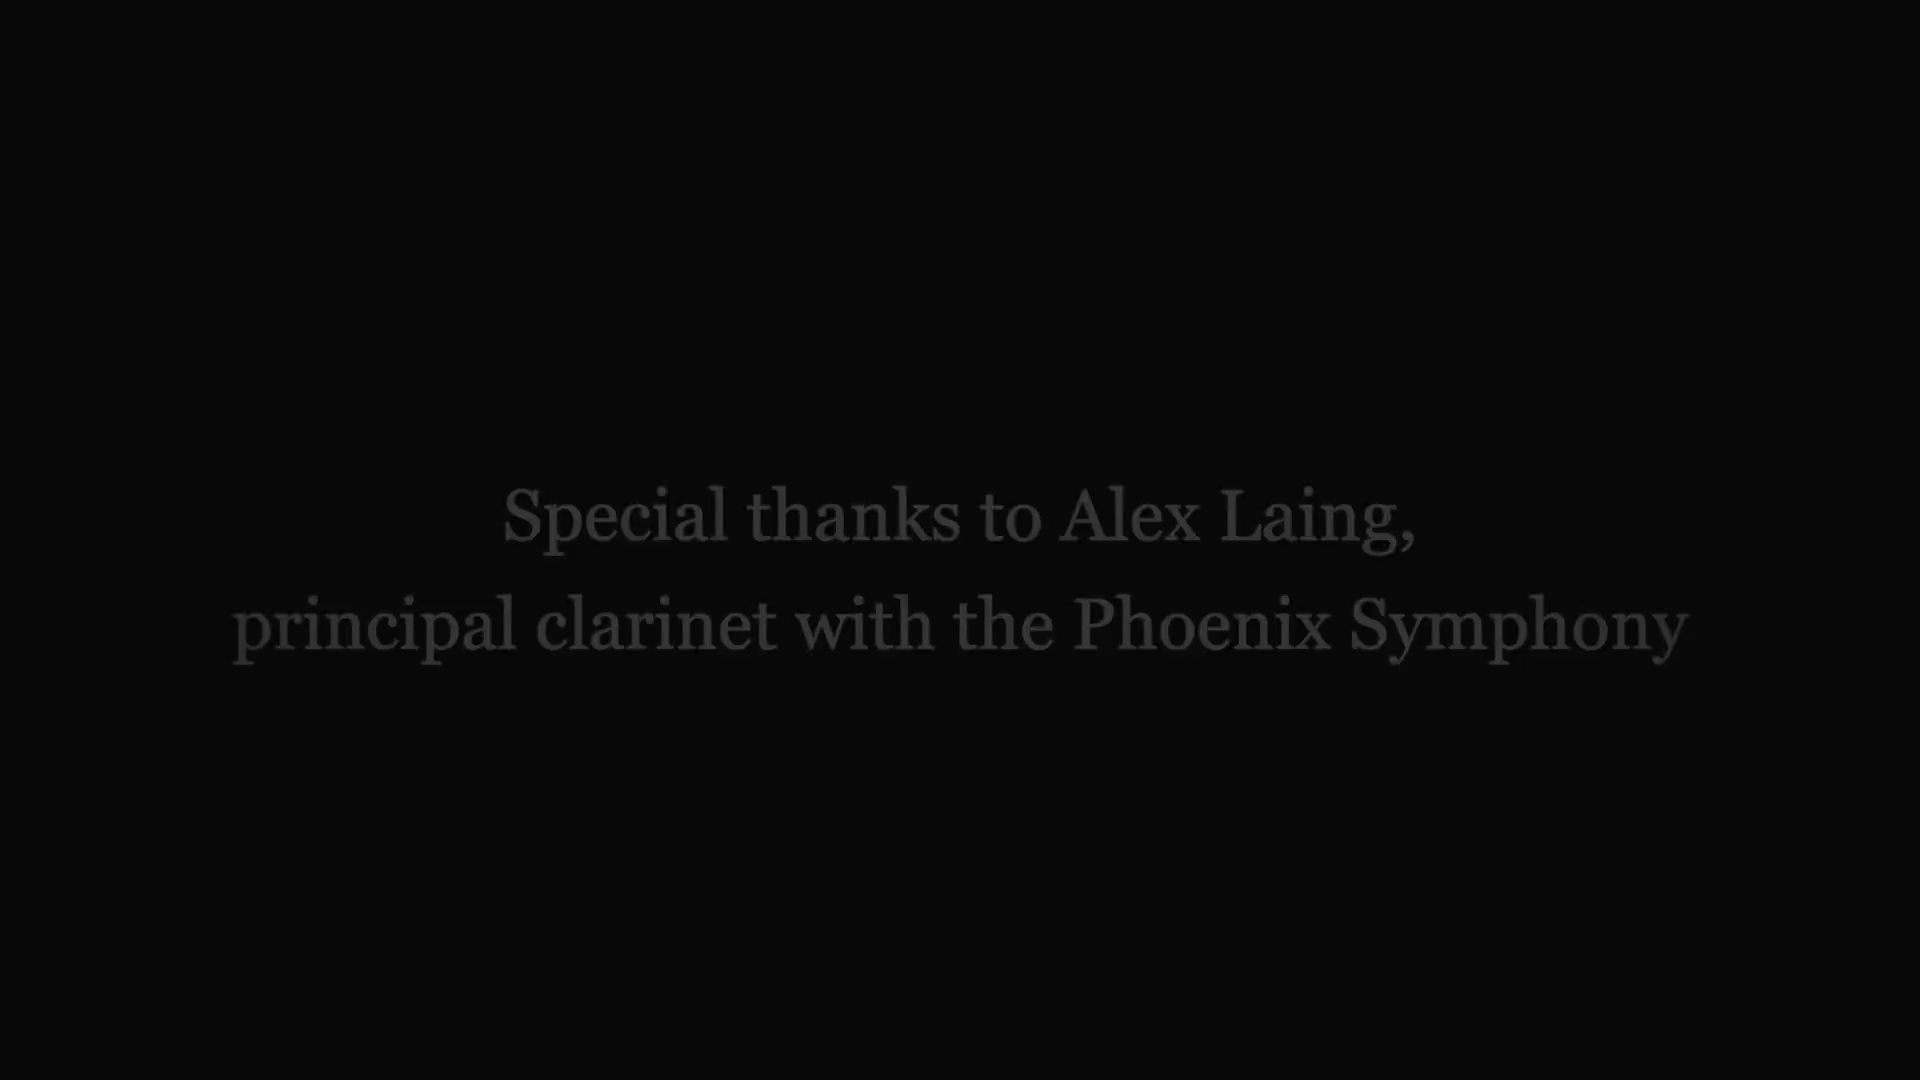 Special thanks to Alex Laing,
principal clarinet with the Phoenix Symphony